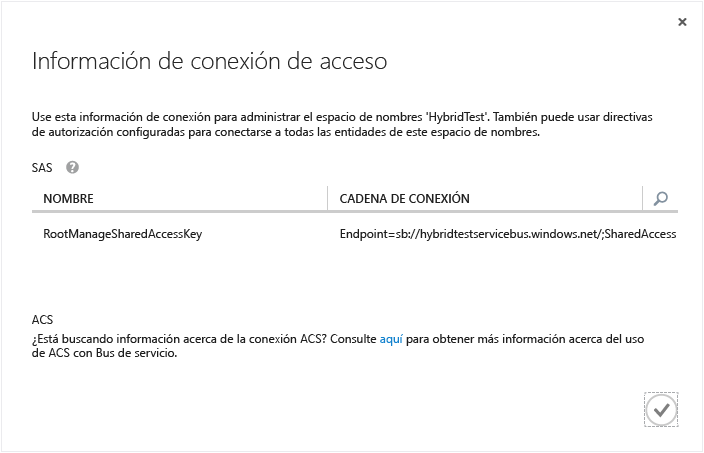 Información de conexión de acceso
Use esta información de conexión para administrar el espacio de nombres 'HybridTest'. También puede usar directivas
de autorización configuradas para conectarse a todas las entidades de este espacio de nombres.
SAS ?
NOMBRE CADENA DE CONEXIÓN
RootManageSharedAccessKey Endpoint=sb://hybridtestservicebus.windows.net/;SharedAccess
ACS
¿Está buscando información acerca de la conexión ACS? Consulte aquí para obtener más información acerca del uso
de ACS con Bus de servicio.